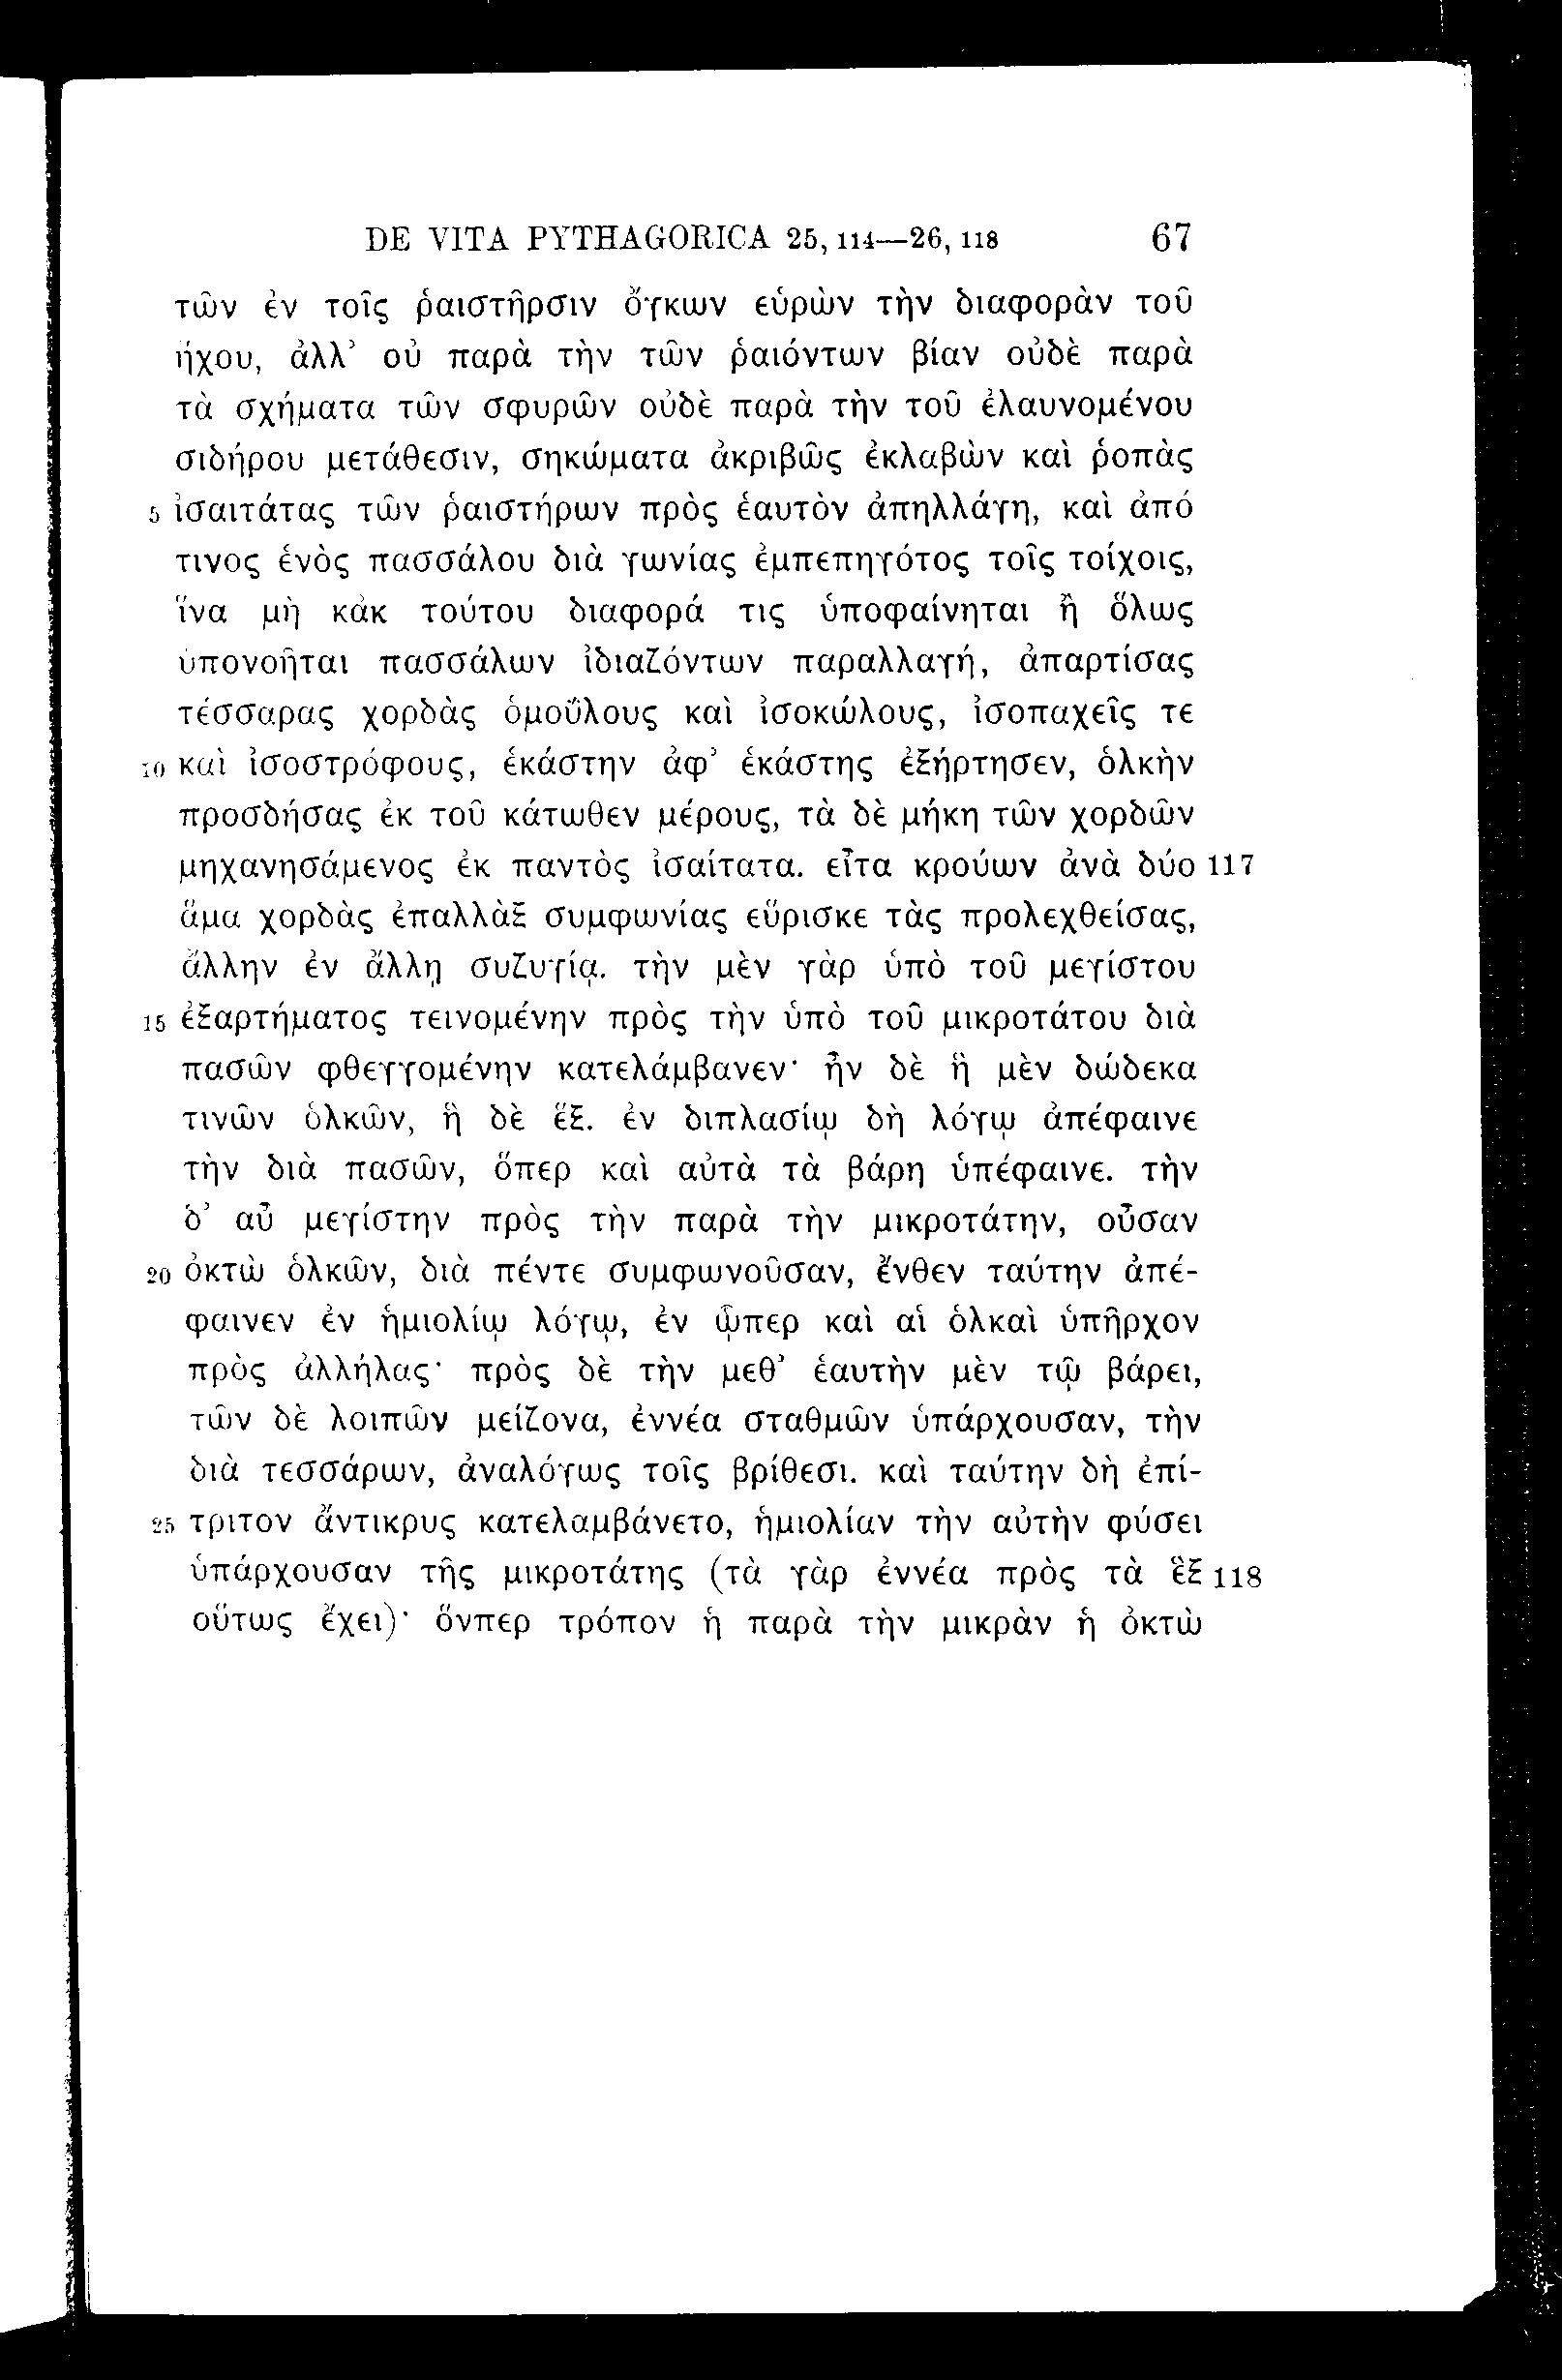 DE VITA PYTHAGORICA 25, 114—26, 118 67
τῶν ἐν τοῖς ῥαιστῆρσιν ὄγκων εὑρὼν τὴν διαφορὰν τοῦ
ἤχου, ἀλλ’ οὐ παρὰ τὴν τῶν ῥαιόντων βίαν οὐδὲ παρὰ
τὰ σχήματα τῶν σφυρῶν οὐδὲ παρὰ τὴν τοῦ ἐλαυνομένου
σιδήρου μετάθεσιν, σηκώματα ἀκριβῶς ἐκλαβὼν καὶ ῥοπὰς
5 ἰσαιτάτας τῶν ῥαιστήρων πρὸς ἑαυτὸν ἀπηλλάγη, καὶ ἀπό
τινος ἑνὸς πασσάλου διὰ γωνίας ἐμπεπηγότος τοῖς τοίχοις,
ἵνα μὴ κἀκ τούτου διαφορά τις ὑποφαίνηται ἢ ὅλως
ὑπονοῆται πασσάλων ἰδιαζόντων παραλλαγή, ἀπαρτίσας
τέσσαρας χορδὰς ὁμοΰλους καὶ ἰσοκώλους, ἰσοπαχεῖς τε
10 καὶ ἰσοστρόφους, ἑκάστην ἀφ’ ἑκάστης ἐξήρτησεν, ὁλκὴν
προσδήσας ἐκ τοῦ κάτωθεν μέρους, τὰ δὲ μήκη τῶν χορδῶν
μηχανησάμενος ἐκ παντὸς ἰσαίτατα. εἶτα κρούων ἀνὰ δύο 117
ἅμα χορδὰς ἐπαλλὰξ συμφωνίας εὕρισκε τὰς προλεχθείσας,
ἄλλην ἐν ἄλλῃ συζυγίᾳ. τὴν μὲν γὰρ ὑπὸ τοῦ μεγίστου
15 ἐξαρτήματος τεινομένην πρὸς τὴν ὑπὸ τοῦ μικροτάτου διὰ
πασῶν φθεγγομένην κατελάμβανεν· ἦν δὲ ἣ μὲν δώδεκα
τινῶν ὁλκῶν, ἣ δὲ ἕξ. ἐν διπλασίῳ δὴ λόγῳ ἀπέφαινε
τὴν διὰ πασῶν, ὅπερ καὶ αὐτὰ τὰ βάρη ὑπέφαινε. τὴν
δ’ αὖ μεγίστην πρὸς τὴν παρὰ τὴν μικροτάτην, οὖσαν
20 ὀκτὼ ὁλκῶν, διὰ πέντε συμφωνοῦσαν, ἔνθεν ταύτην ἀπέ-
φαινεν ἐν ἡμιολίῳ λόγῳ, ἐν ᾧπερ καὶ αἱ ὁλκαὶ ὑπῆρχον
πρὸς ἀλλήλας· πρὸς δὲ τὴν μεθ’ ἑαυτὴν μὲν τῷ βάρει,
τῶν δὲ λοιπῶν μείζονα, ἐννέα σταθμῶν ὑπάρχουσαν, τὴν
διὰ τεσσάρων, ἀναλόγως τοῖς βρίθεσι. καὶ ταύτην δὴ ἐπί-
25 τριτον ἄντικρυς κατελαμβάνετο, ἡμιολίαν τὴν αὐτὴν φύσει
ὑπάρχουσαν τῆς μικροτάτης (τὰ γὰρ ἐννέα πρὸς τὰ ἓξ 118
οὕτως ἔχει)· ὅνπερ τρόπον ἡ παρὰ τὴν μικρὰν ἡ ὀκτὼ